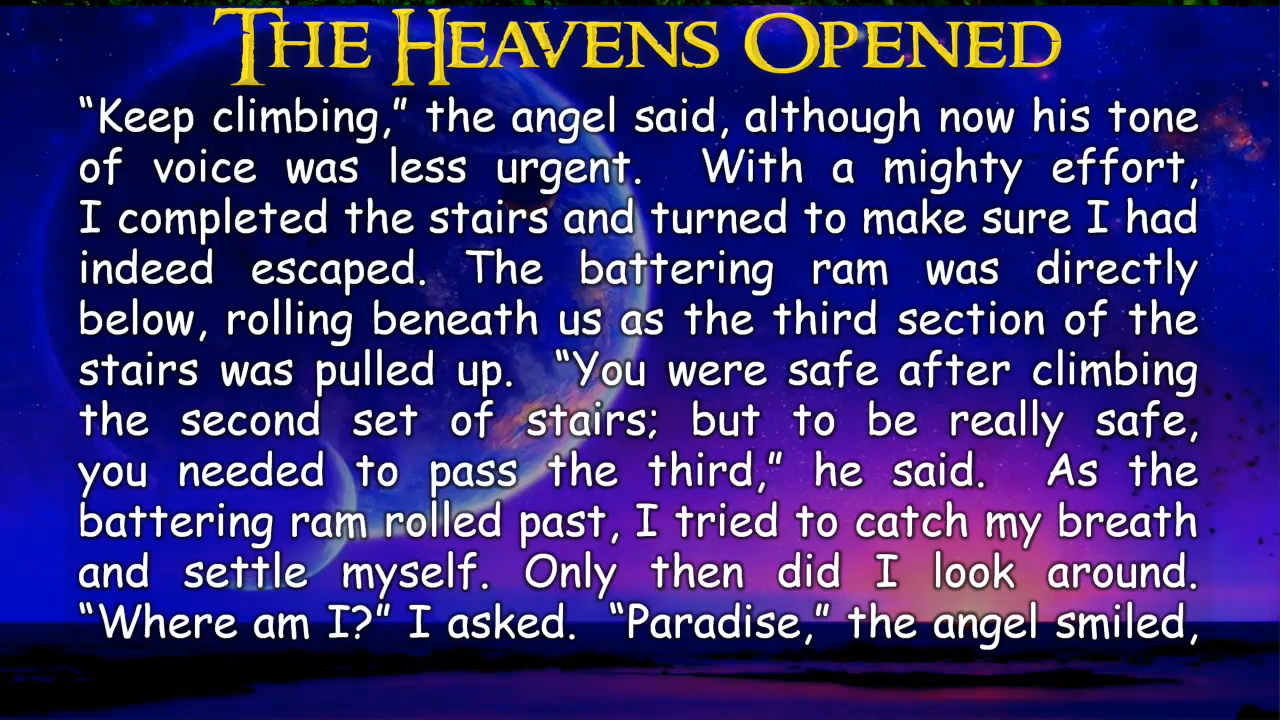 THE HEAVENS OPENED
“Keep climbing,” the angel said, although now his tone
of voice was less urgent. With a mighty effort,
I completed the stairs and turned to make sure I had
indeed escaped. The battering ram was directly
below, rolling beneath us as the third section of the
stairs was pulled up. “You were safe after climbing
the second set of stairs; but to be really safe,
you needed to pass the third,” he said. As the
battering ram rolled past, I tried to catch my breath
and settle myself. Only then did I look around.
“Where am I?” I asked. “Paradise,” the angel smiled,